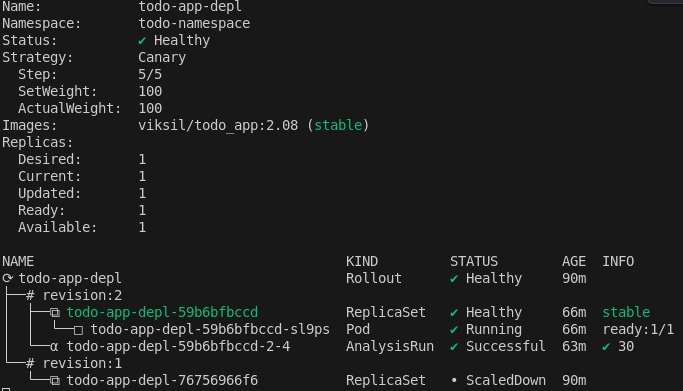 Name:            todo-app-depl
Namespace:       todo-namespace
Status:          ✔ Healthy
Strategy:        Canary
  Step:          5/5
  SetWeight:     100
  ActualWeight:  100
Images:          viksil/todo_app:2.08 (stable)
Replicas:
  Desired:       1
  Current:       1
  Updated:       1
  Ready:         1
  Available:     1

NAME                                       KIND         STATUS        AGE  INFO
⟳ todo-app-depl                            Rollout      ✔ Healthy     90m
├──# revision:2
│  ├──⧉ todo-app-depl-59b6bfbccd           ReplicaSet   ✔ Healthy     66m  stable
│  │  └──□ todo-app-depl-59b6bfbccd-sl9ps  Pod          ✔ Running     66m  ready:1/1
│  └──α todo-app-depl-59b6bfbccd-2-4       AnalysisRun  ✔ Successful  63m  ✔ 30
└──# revision:1
   └──⧉ todo-app-depl-76756966f6           ReplicaSet   • ScaledDown  90m